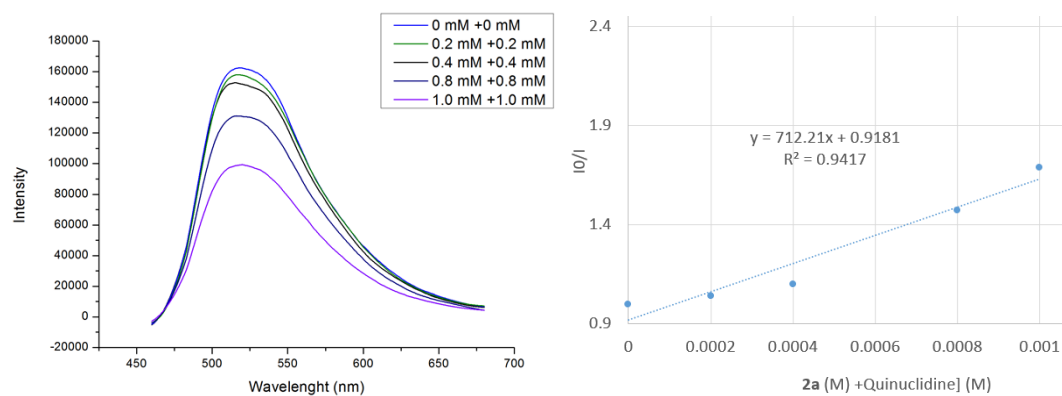 0 mM +0 mM
0.2 mM +0.2 mM
0.4 mM +0.4 mM
0.8 mM +0.8 mM
1.0 mM +1.0 mM
180000
160000
140000
120000
100000
80000
60000
40000
20000
0
-20000
Intensity
450
500
550
600
650
700
Wavelenght (nm)
2.4
1.9
1.4
0.9
I0/I
y = 712.21x + 0.9181
R² = 0.9417
0
0.0002
0.0004
0.0006
0.0008
0.001
2a (M) +Quinuclidine] (M)